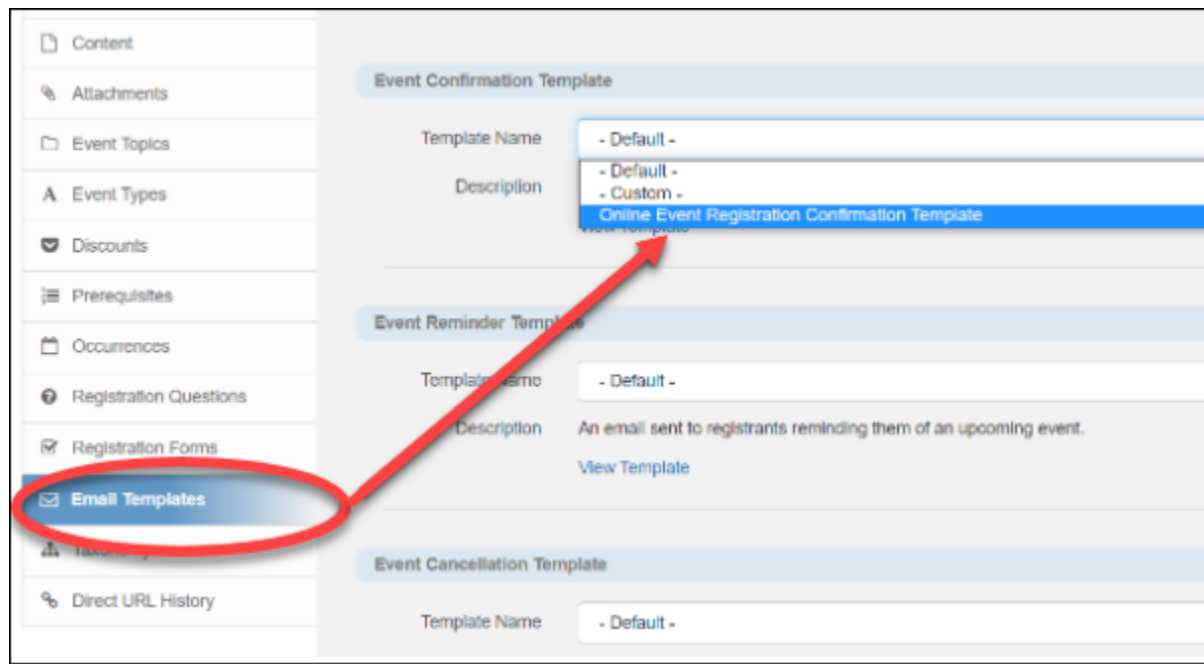 Content
Attachments
Event Topics
Event Types
Discounts
Prerequisites
Occurrences
Registration Questions
Registration Forms
Email Templates
Direct URL History
Event Confirmation Template
Template Name
- Default -
- Default -
- Custom -
Online Event Registration Confirmation Template
Description
View Template
Event Reminder Template
Template Name
- Default -
Description
An email sent to registrants reminding them of an upcoming event.
View Template
Event Cancellation Template
Template Name
- Default -